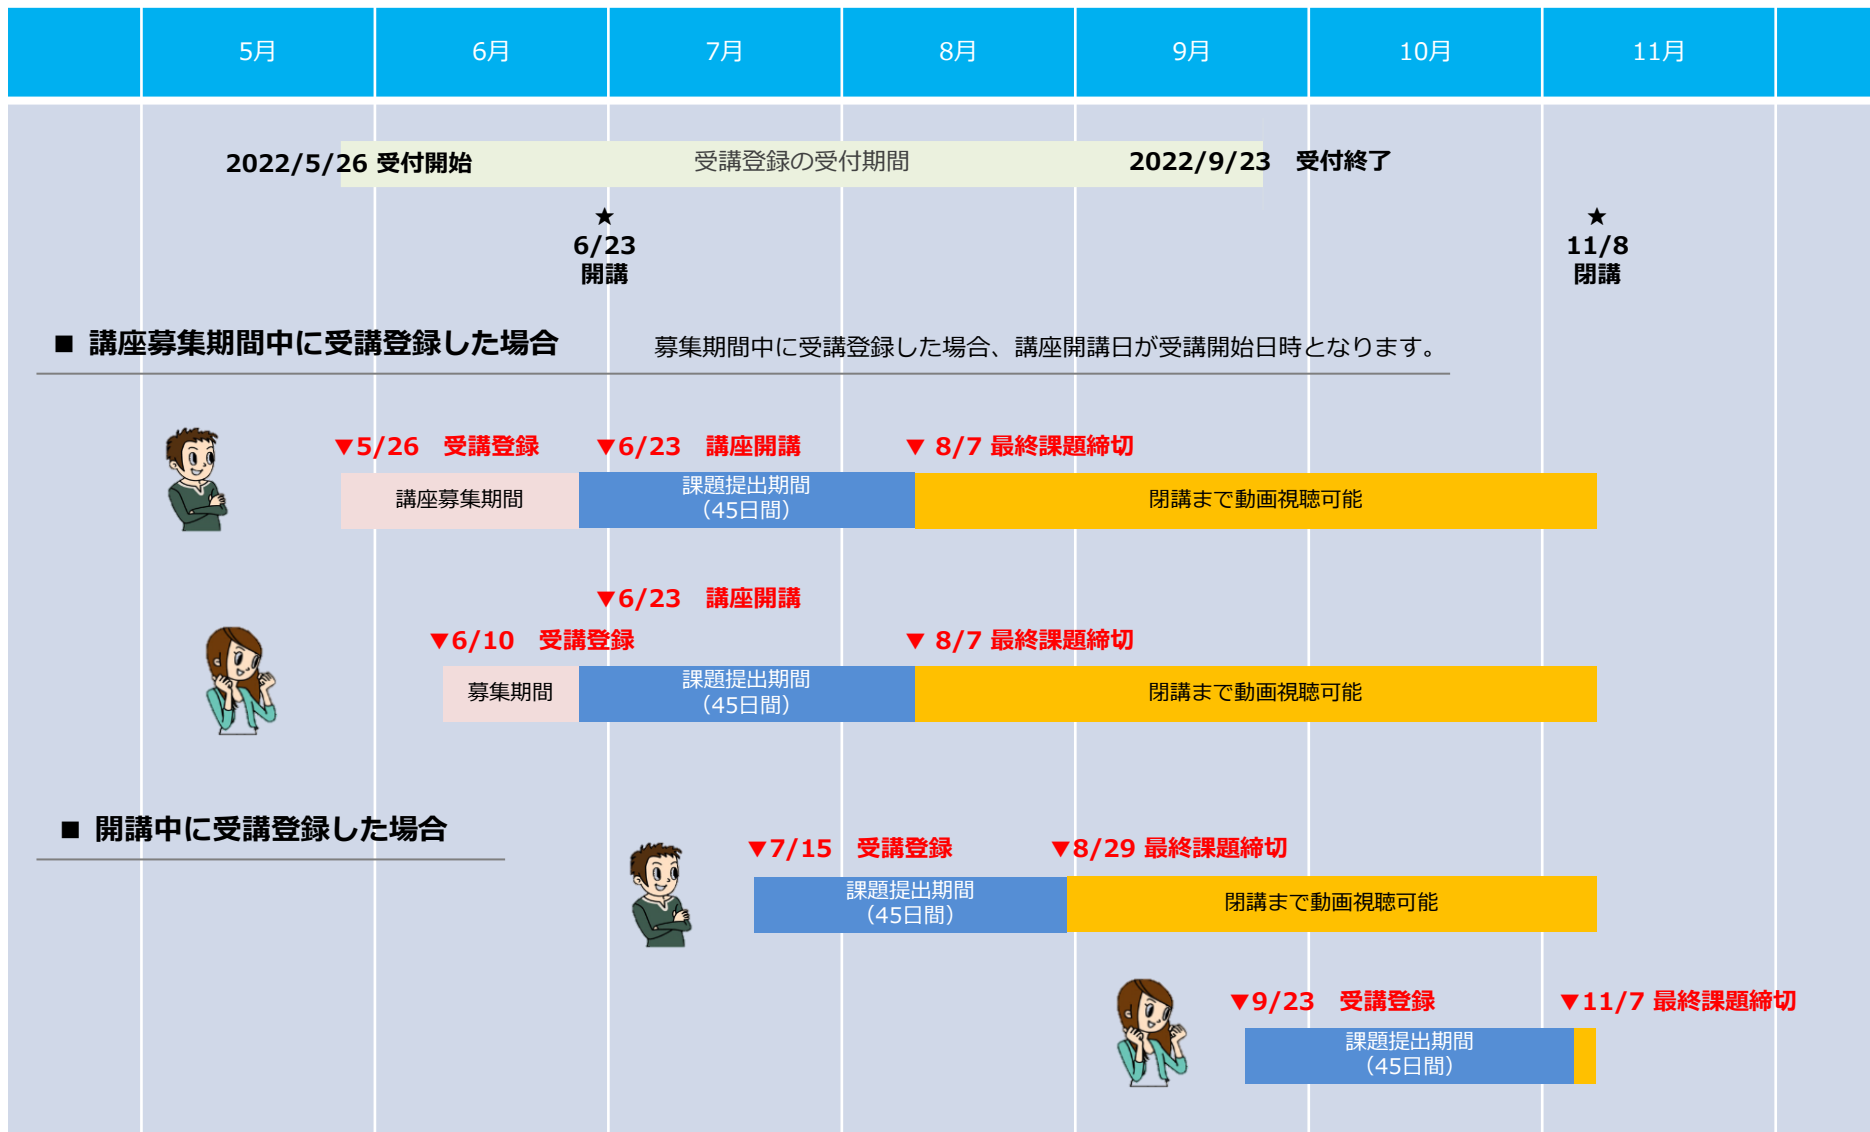 5月 6月 7月 8月 9月 10月 11月
2022/5/26 受付開始 受講登録の受付期間 2022/9/23 受付終了
★ ★
6/23 11/8
開講 閉講
■ 講座募集期間中に受講登録した場合 募集期間中に受講登録した場合、講座開講日が受講開始日時となります。
▼5/26 受講登録 ▼6/23 講座開講 ▼ 8/7 最終課題締切
講座募集期間 課題提出期間 閉講まで動画視聴可能
（45日間）
▼6/23 講座開講
▼6/10 受講登録 ▼ 8/7 最終課題締切
募集期間 課題提出期間 閉講まで動画視聴可能
（45日間）
■ 開講中に受講登録した場合
▼7/15 受講登録 ▼8/29 最終課題締切
課題提出期間 閉講まで動画視聴可能
（45日間）
▼9/23 受講登録 ▼11/7 最終課題締切
課題提出期間
（45日間）